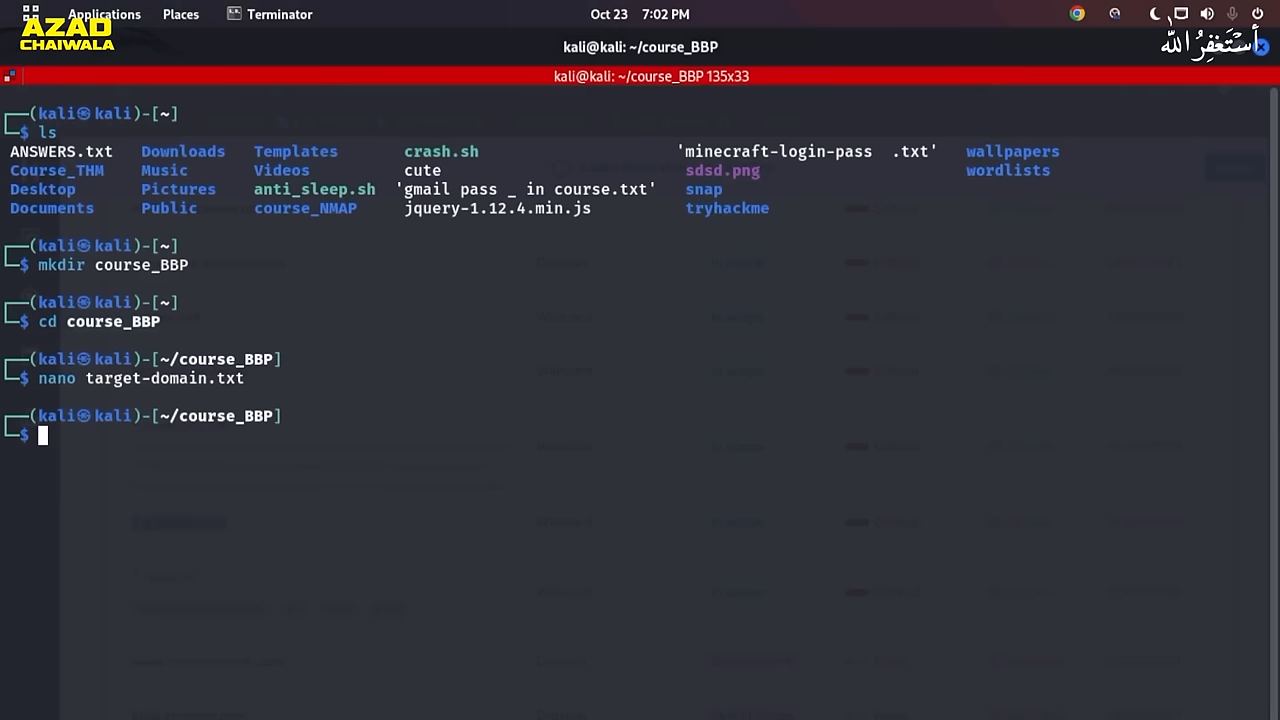 Applications Places Terminator Oct 23 7:02 PM
AZAD
CHAIWALA
أَسْتَغْفِرُ اللّٰه
kali@kali: ~/course_BBP
kali@kali: ~/course_BBP 135x33
┌──(kali㉿kali)-[~]
└─$ ls
ANSWERS.txt Downloads Templates crash.sh 'minecraft-login-pass .txt' wallpapers
Course_THM Music Videos cute sdsd.png wordlists
Desktop Pictures anti_sleep.sh 'gmail pass _ in course.txt' snap
Documents Public course_NMAP jquery-1.12.4.min.js tryhackme
┌──(kali㉿kali)-[~]
└─$ mkdir course_BBP
┌──(kali㉿kali)-[~]
└─$ cd course_BBP
┌──(kali㉿kali)-[~/course_BBP]
└─$ nano target-domain.txt
┌──(kali㉿kali)-[~/course_BBP]
└─$